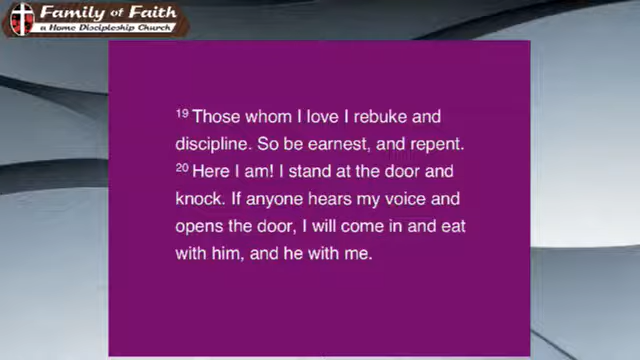 Family of Faith
a Home Discipleship Church
¹⁹ Those whom I love I rebuke and
discipline. So be earnest, and repent.
²⁰ Here I am! I stand at the door and
knock. If anyone hears my voice and
opens the door, I will come in and eat
with him, and he with me.